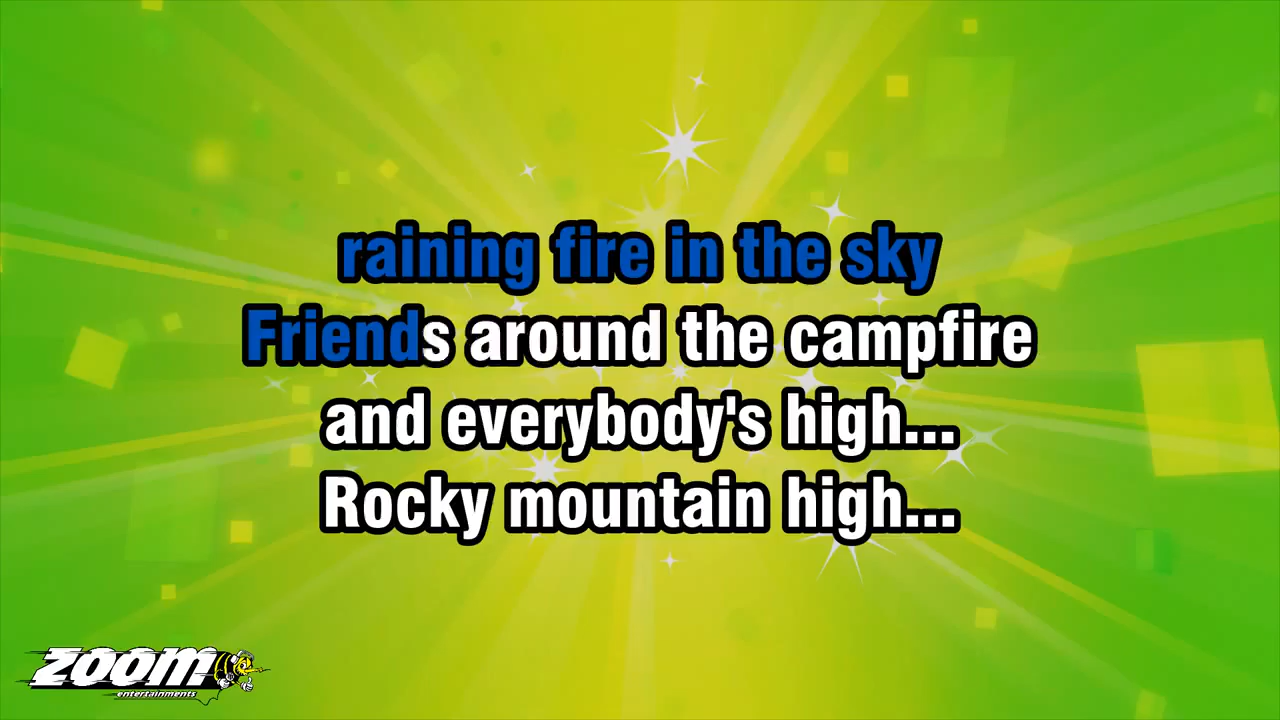 raining fire in the sky
Friends around the campfire
and everybody's high...
Rocky mountain high...
ZOOM
entertainments